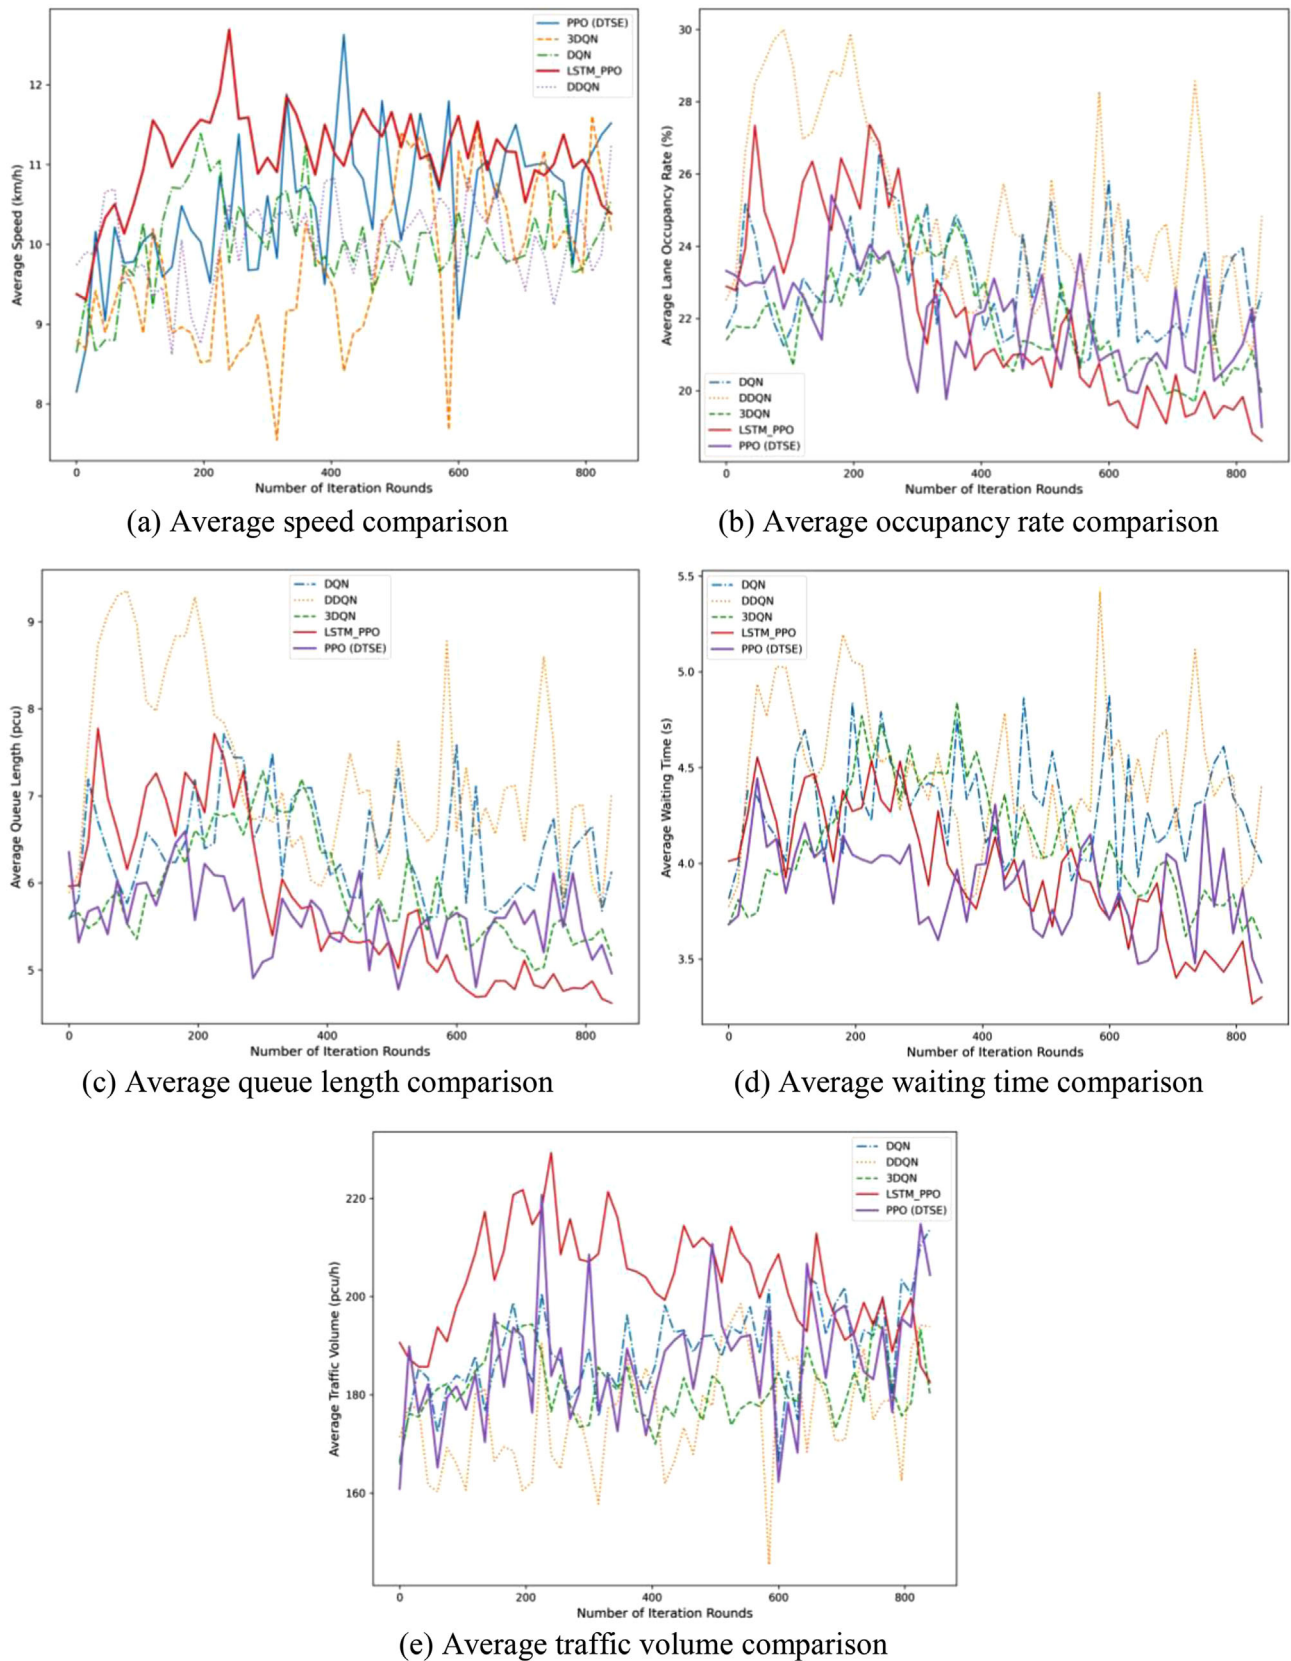 PPO (DTSE)
3DQN
DQN
LSTM_PPO
DDQN
12
11
10
9
8
Average Speed (km/h)
0 200 400 600 800
Number of Iteration Rounds
(a) Average speed comparison
30
28
26
24
22
20
Average Lane Occupancy Rate (%)
DQN
DDQN
3DQN
LSTM_PPO
PPO (DTSE)
0 200 400 600 800
Number of Iteration Rounds
(b) Average occupancy rate comparison
DQN
DDQN
3DQN
LSTM_PPO
PPO (DTSE)
9
8
7
6
5
Average Queue Length (pcu)
0 200 400 600 800
Number of Iteration Rounds
(c) Average queue length comparison
DQN
DDQN
3DQN
LSTM_PPO
PPO (DTSE)
5.5
5.0
4.5
4.0
3.5
Average Waiting Time (s)
0 200 400 600 800
Number of Iteration Rounds
(d) Average waiting time comparison
DQN
DDQN
3DQN
LSTM_PPO
PPO (DTSE)
220
200
180
160
Average Traffic Volume (pcu/h)
0 200 400 600 800
Number of Iteration Rounds
(e) Average traffic volume comparison